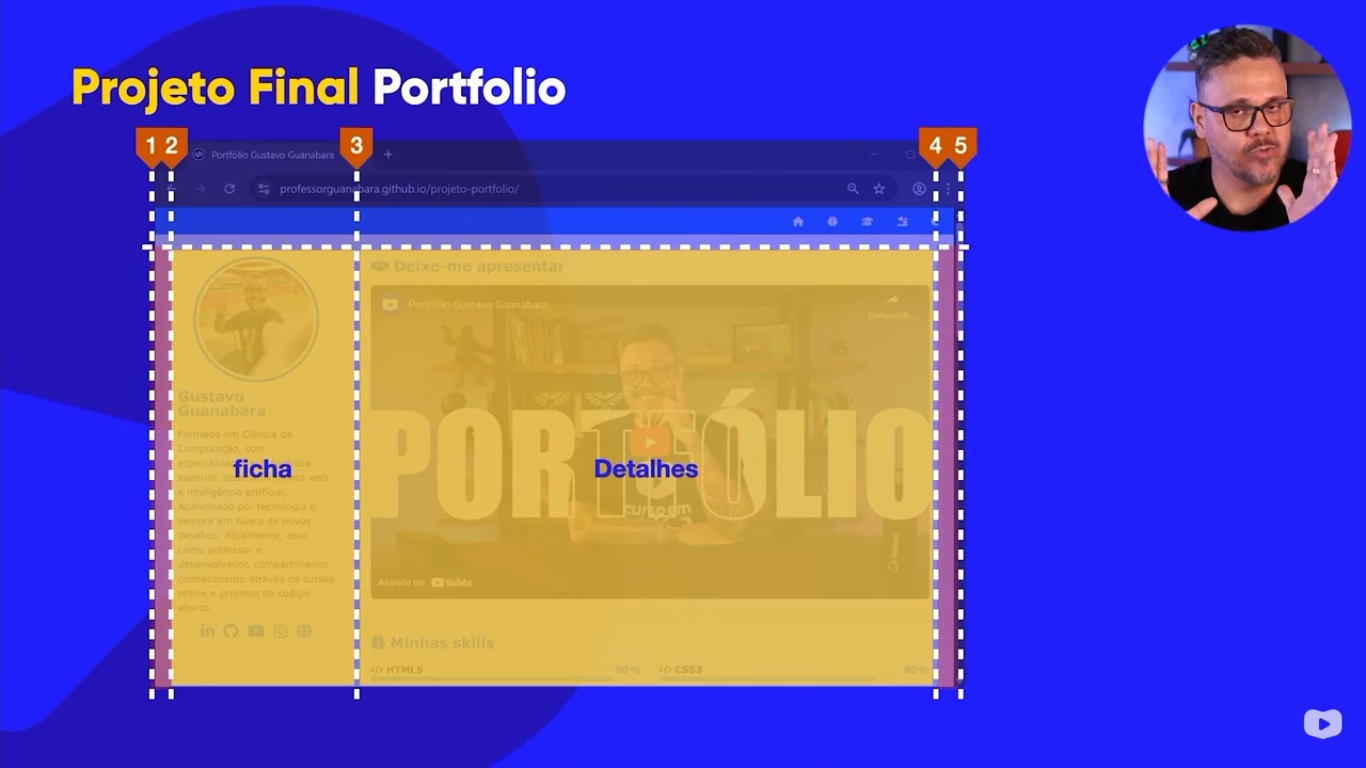 Projeto Final Portfolio
1 2 3 4 5
Portfólio Gustavo Guanabara
professorguanabara.github.io/projeto-portfolio/
Deixe-me apresentar
Portfólio Gustavo Guanabara
Compartilh...
Gustavo
Guanabara
Formado em Ciência da
Computação, com
superior, desenvolvimento web
e inteligência artificial.
Apaixonado por tecnologia e
sempre em busca de novos
desafios. Atualmente, atuo
como professor e
desenvolvedor, compartilhando
conhecimento através de cursos
online e projetos de código
aberto.
ficha
Detalhes
PORTFÓLIO
curso em
Assistir no YouTube
Minhas skills
</> HTML5 90% </> CSS3 80%